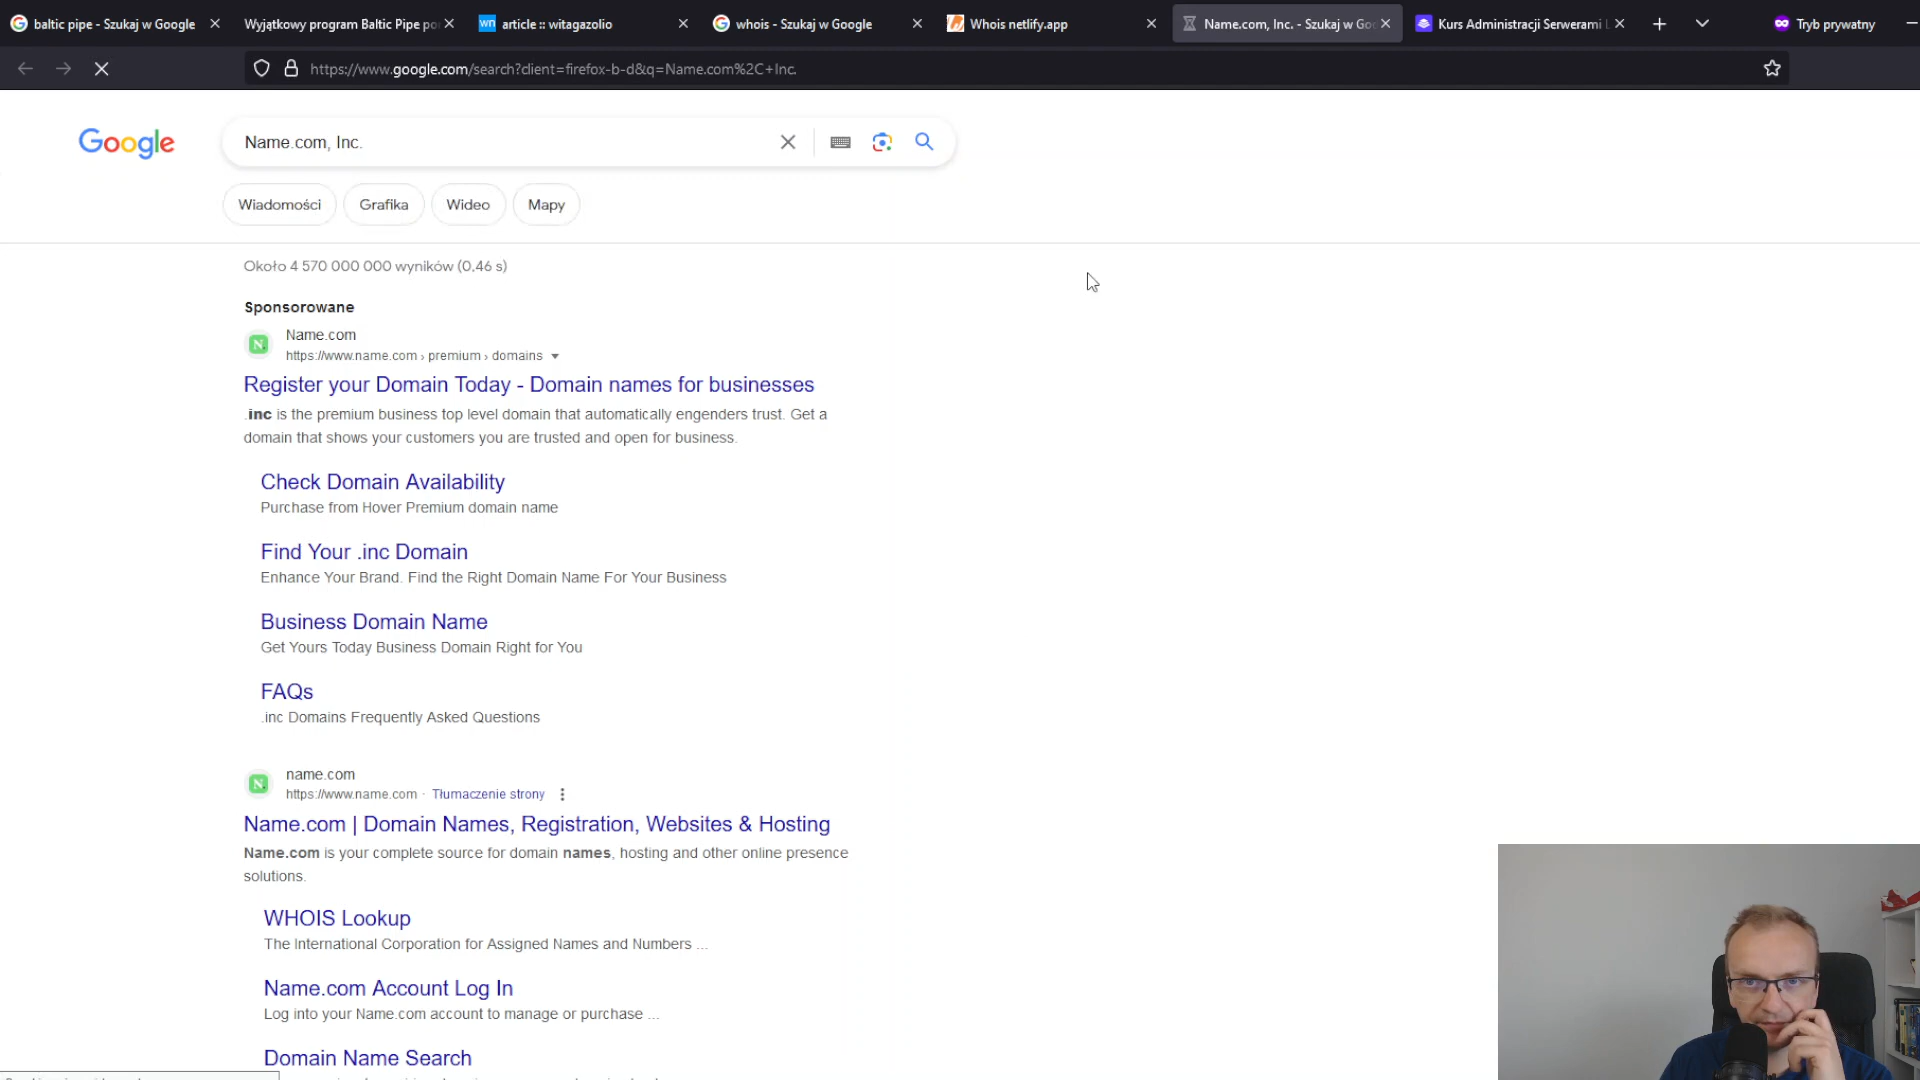 baltic pipe - Szukaj w Google
Wyjątkowy program Baltic Pipe po
article :: witagazolio
whois - Szukaj w Google
Whois netlify.app
Name.com, Inc. - Szukaj w Goo
Kurs Administracji Serwerami
Tryb prywatny
https://www.google.com/search?client=firefox-b-d&q=Name.com%2C+Inc.
Google
Name.com, Inc.
Wiadomości
Grafika
Wideo
Mapy
Około 4 570 000 000 wyników (0,46 s)
Sponsorowane
Name.com
https://www.name.com › premium › domains
Register your Domain Today - Domain names for businesses
.inc is the premium business top level domain that automatically engenders trust. Get a
domain that shows your customers you are trusted and open for business.
Check Domain Availability
Purchase from Hover Premium domain name
Find Your .inc Domain
Enhance Your Brand. Find the Right Domain Name For Your Business
Business Domain Name
Get Yours Today Business Domain Right for You
FAQs
.inc Domains Frequently Asked Questions
name.com
https://www.name.com · Tłumaczenie strony
Name.com | Domain Names, Registration, Websites & Hosting
Name.com is your complete source for domain names, hosting and other online presence
solutions.
WHOIS Lookup
The International Corporation for Assigned Names and Numbers ...
Name.com Account Log In
Log into your Name.com account to manage or purchase ...
Domain Name Search